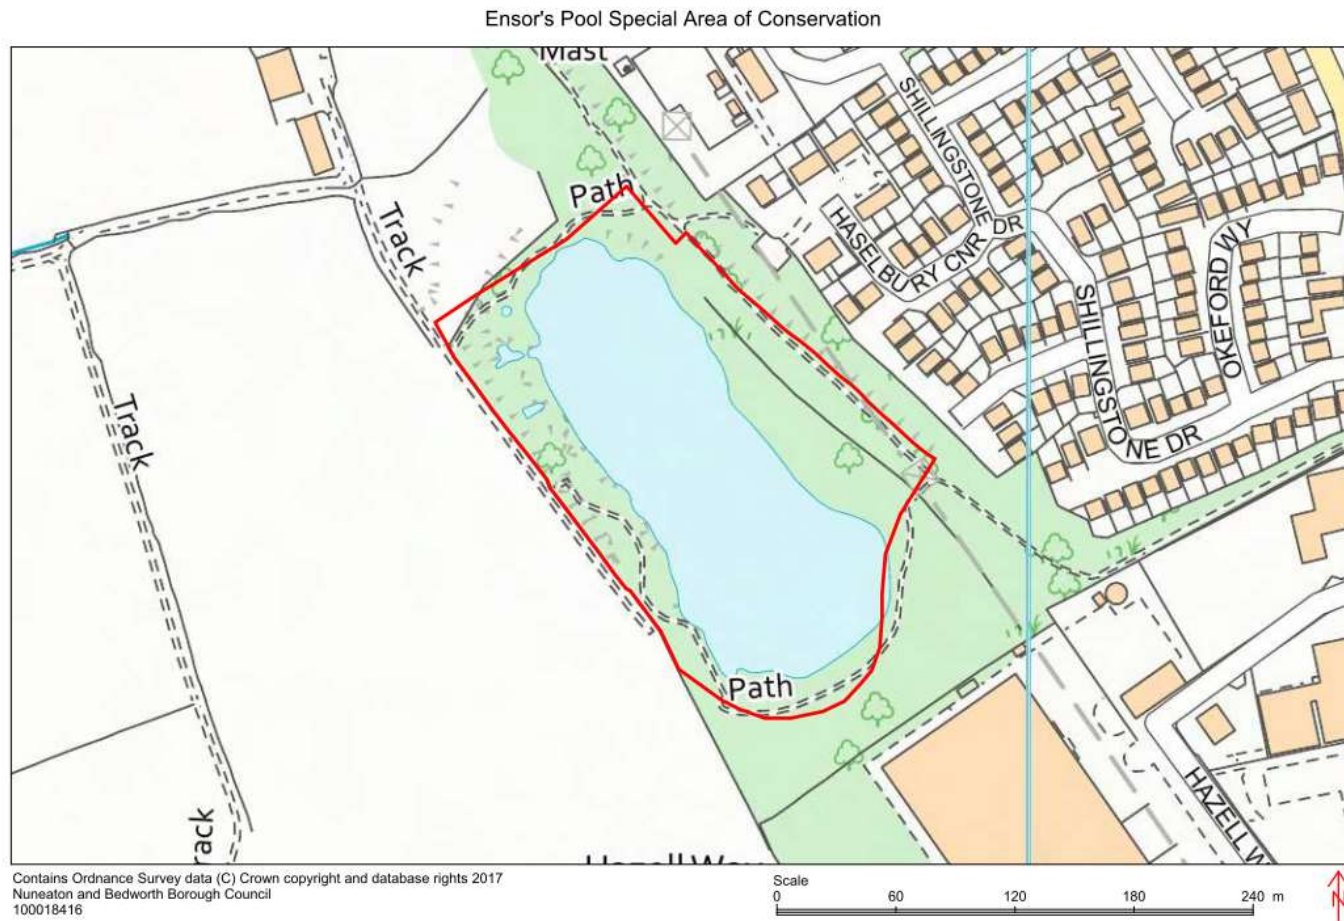 Ensor's Pool Special Area of Conservation
Mast
SHILLINGSTONE DR
Path
Track
HASELBURY CNR
OKEFORD WY
SHILLINGSTONE DR
Track
Path
HAZELL W
rack
Hazell Way
Contains Ordnance Survey data (C) Crown copyright and database rights 2017
Nuneaton and Bedworth Borough Council
100018416
Scale
0 60 120 180 240 m
N